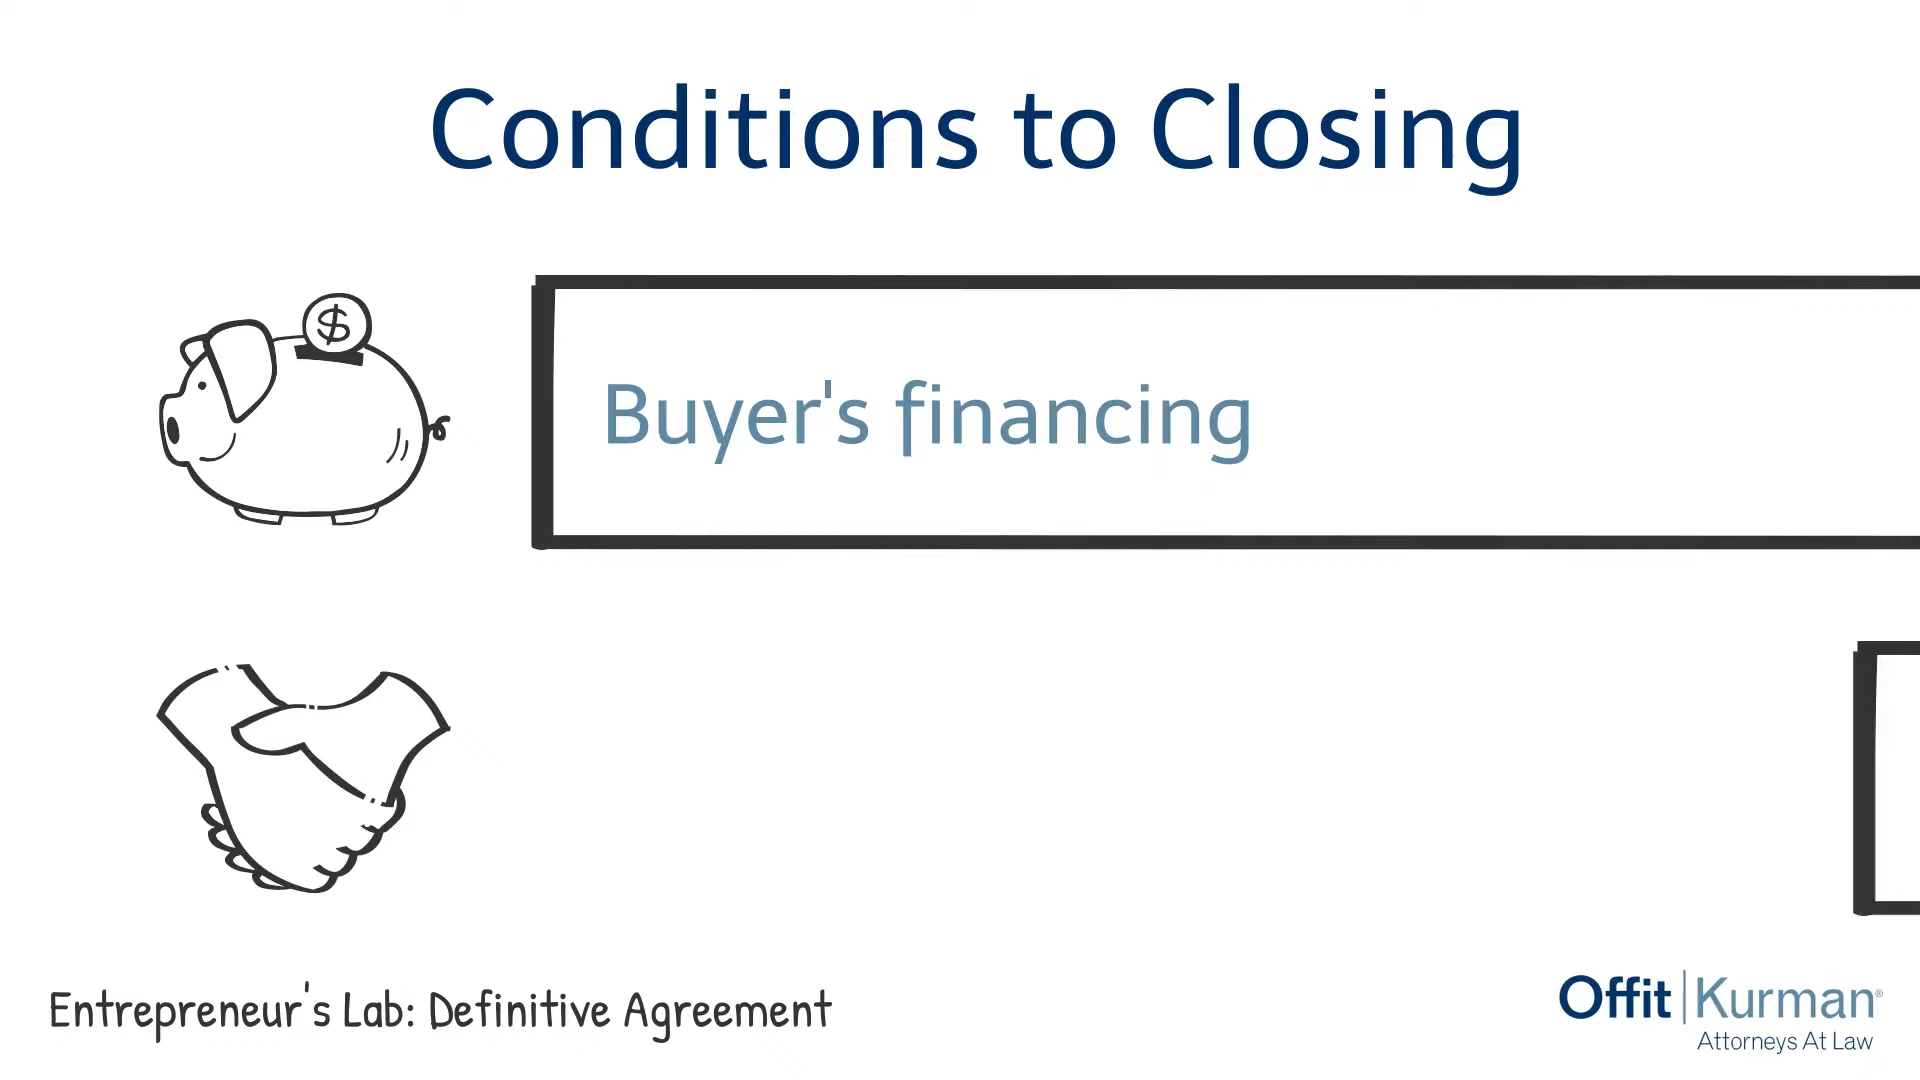 Conditions to Closing
$
Buyer's financing
Entrepreneur's Lab: Definitive Agreement
Offit Kurman®
Attorneys At Law